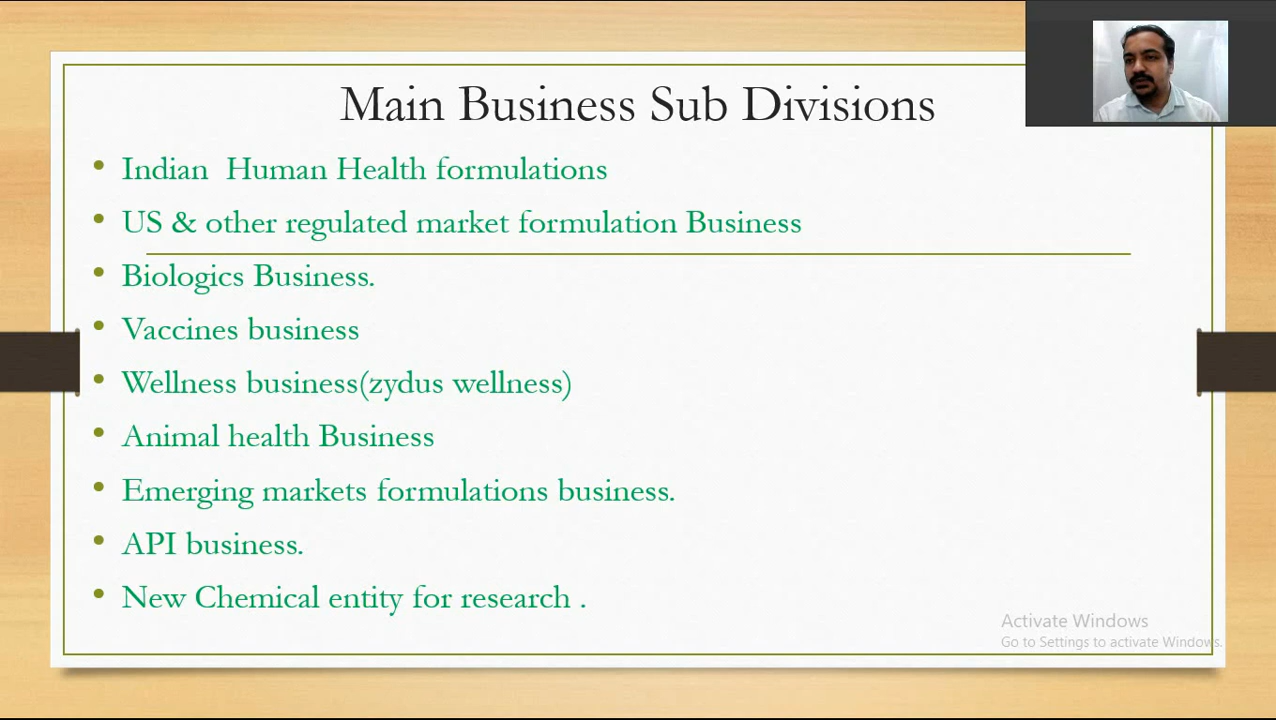 Main Business Sub Divisions
• Indian  Human Health formulations
• US & other regulated market formulation Business
• Biologics Business.
• Vaccines business
• Wellness business(zydus wellness)
• Animal health Business
• Emerging markets formulations business.
• API business.
• New Chemical entity for research .
Activate Windows
Go to Settings to activate Windows.